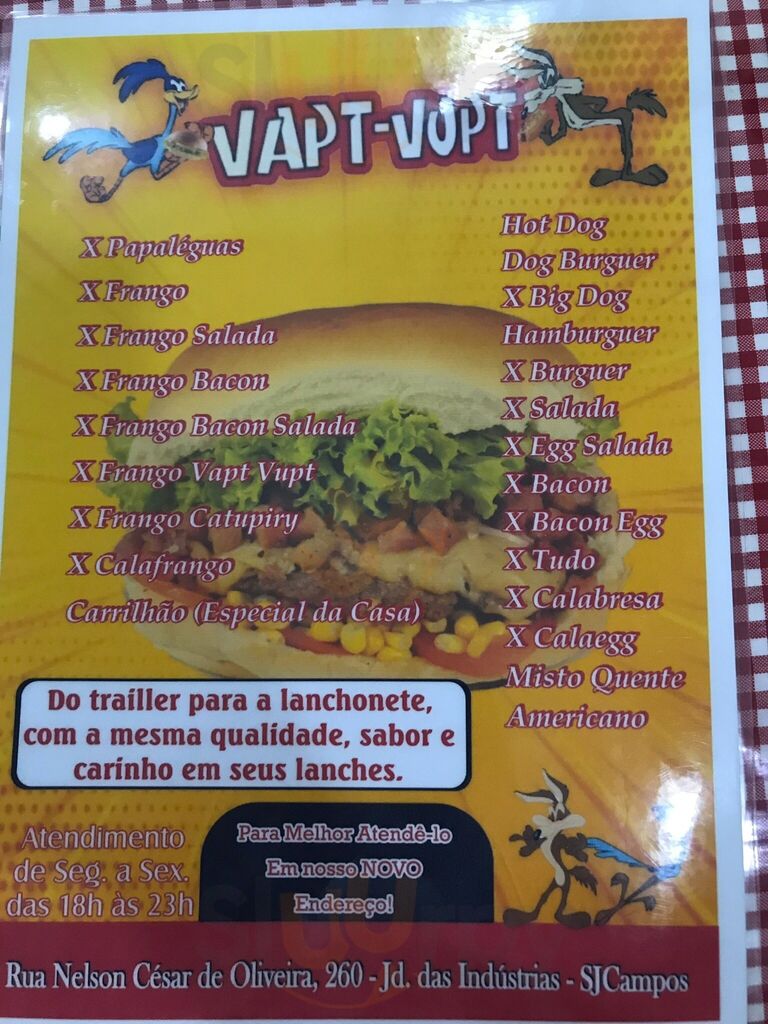 VAPT-VUPT
X Papaléguas
X Frango
X Frango Salada
X Frango Bacon
X Frango Bacon Salada
X Frango Vapt Vupt
X Frango Catupiry
X Calafrango
Carrilhão (Especial da Casa)
Hot Dog
Dog Burguer
X Big Dog
Hamburguer
X Burguer
X Salada
X Egg Salada
X Bacon
X Bacon Egg
X Tudo
X Calabresa
X Calaegg
Misto Quente
Americano
Do trailler para a lanchonete,
com a mesma qualidade, sabor e
carinho em seus lanches.
Atendimento
de Seg. a Sex.
das 18h às 23h
Para Melhor Atendê-lo
Em nosso NOVO
Endereço!
Rua Nelson César de Oliveira, 260 - Jd. das Indústrias - SJCampos